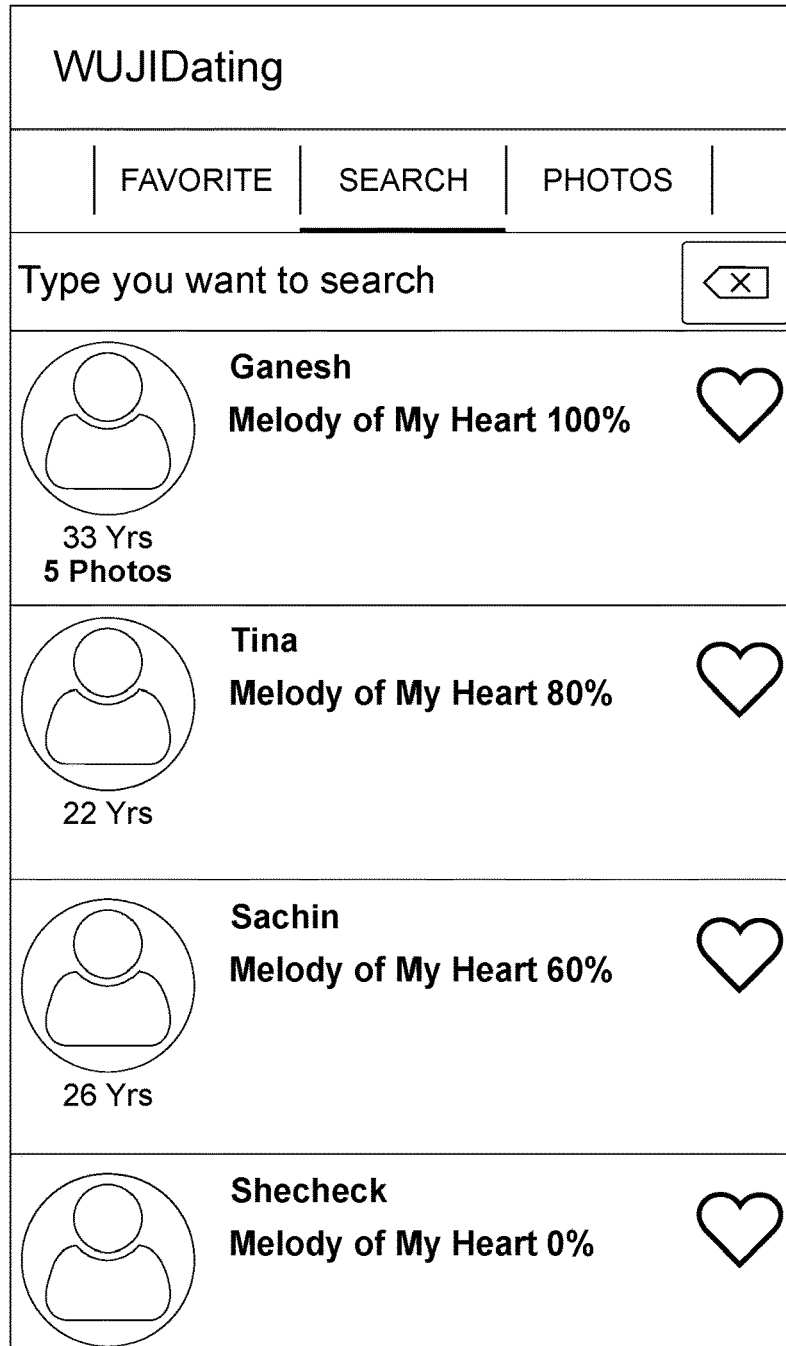 WUJIDating
FAVORITE SEARCH PHOTOS
Type you want to search
Ganesh
Melody of My Heart 100%
33 Yrs
5 Photos
Tina
Melody of My Heart 80%
22 Yrs
Sachin
Melody of My Heart 60%
26 Yrs
Shecheck
Melody of My Heart 0%